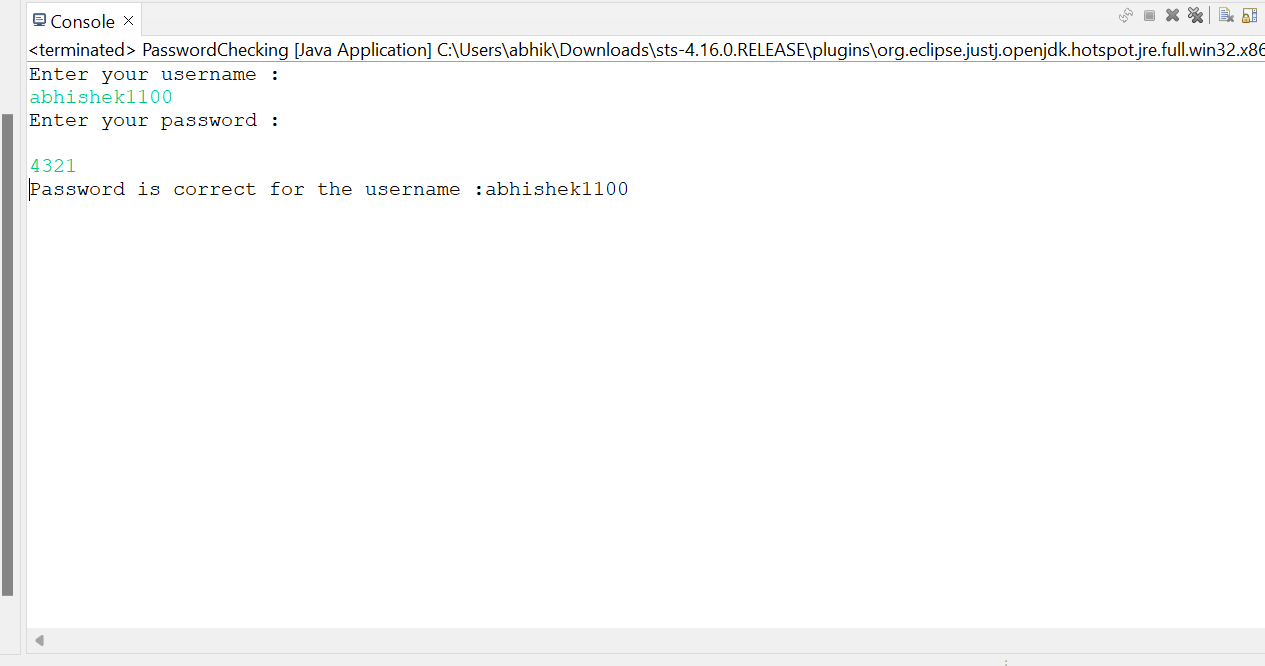 Console
<terminated> PasswordChecking [Java Application] C:\Users\abhik\Downloads\sts-4.16.0.RELEASE\plugins\org.eclipse.justj.openjdk.hotspot.jre.full.win32.x86
Enter your username :
abhishek1100
Enter your password :
4321
Password is correct for the username :abhishek1100